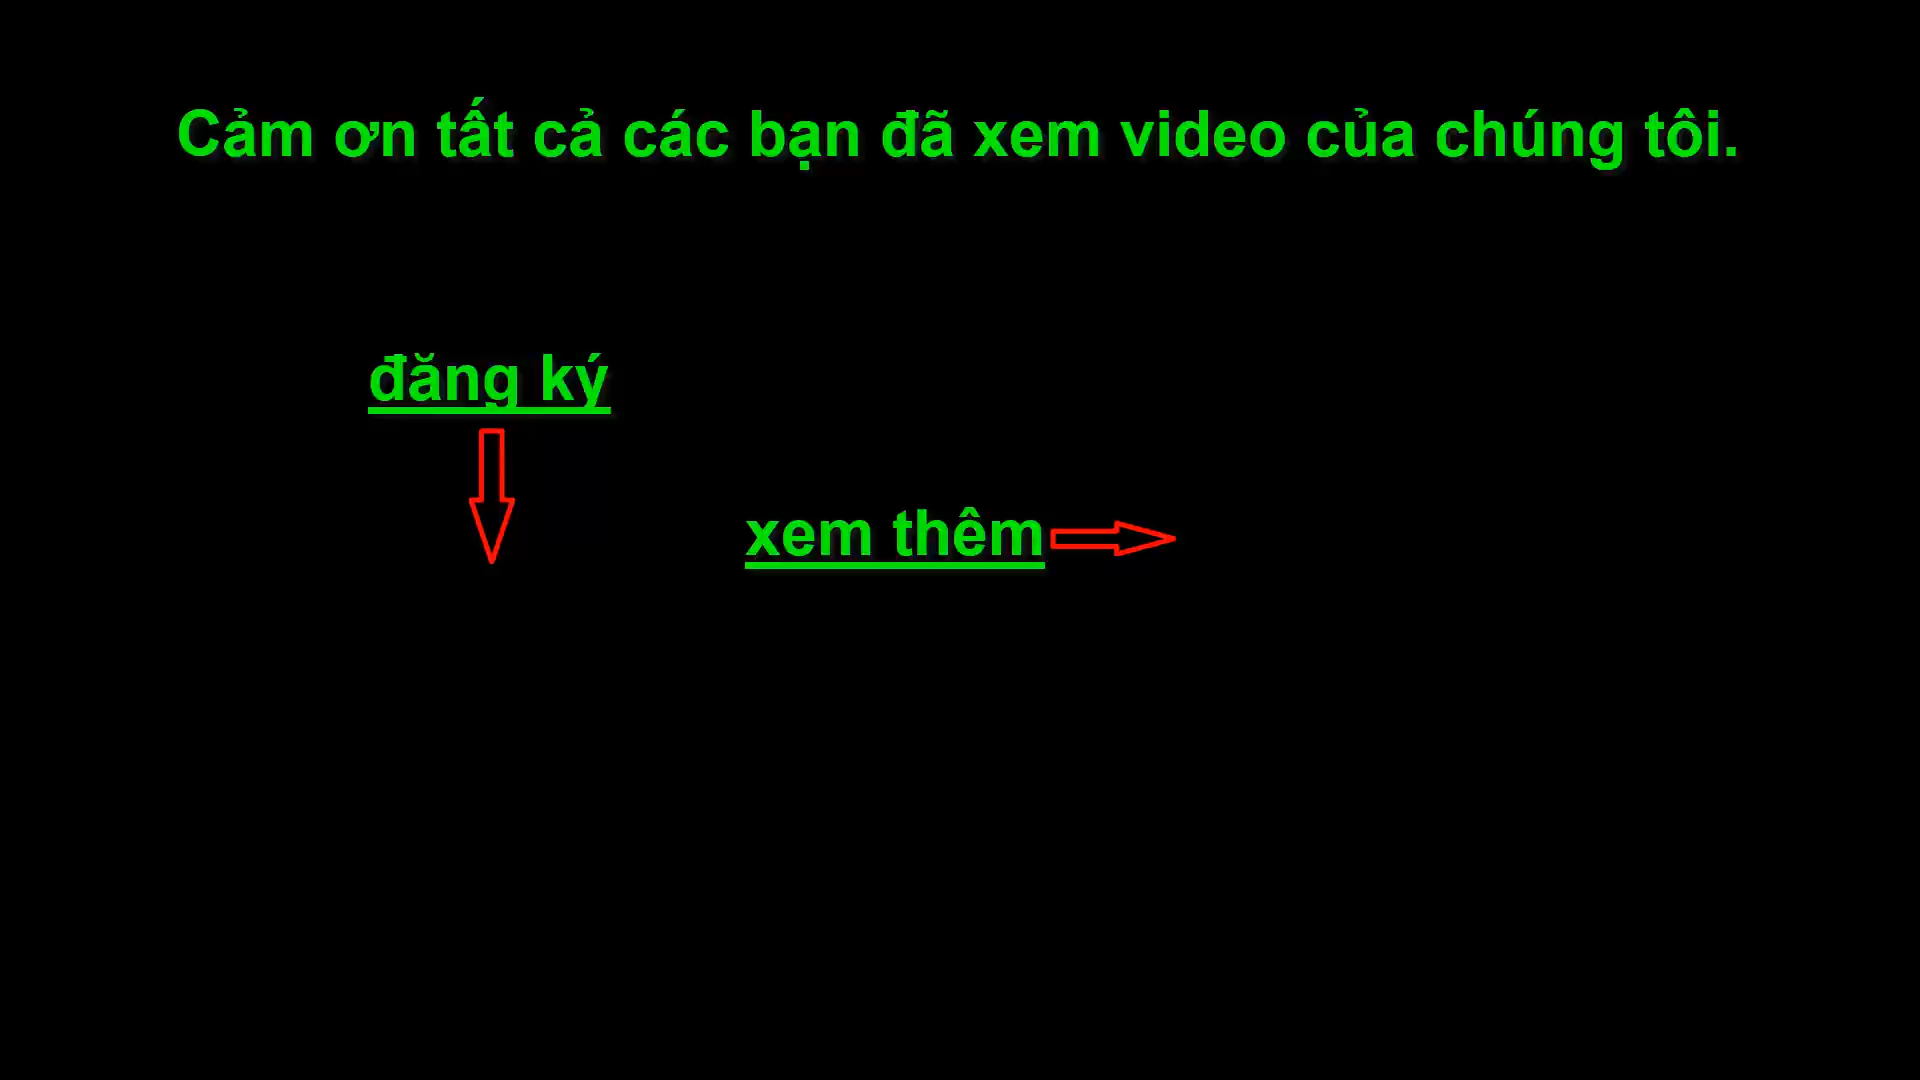 Cảm ơn tất cả các bạn đã xem video của chúng tôi.
đăng ký
xem thêm